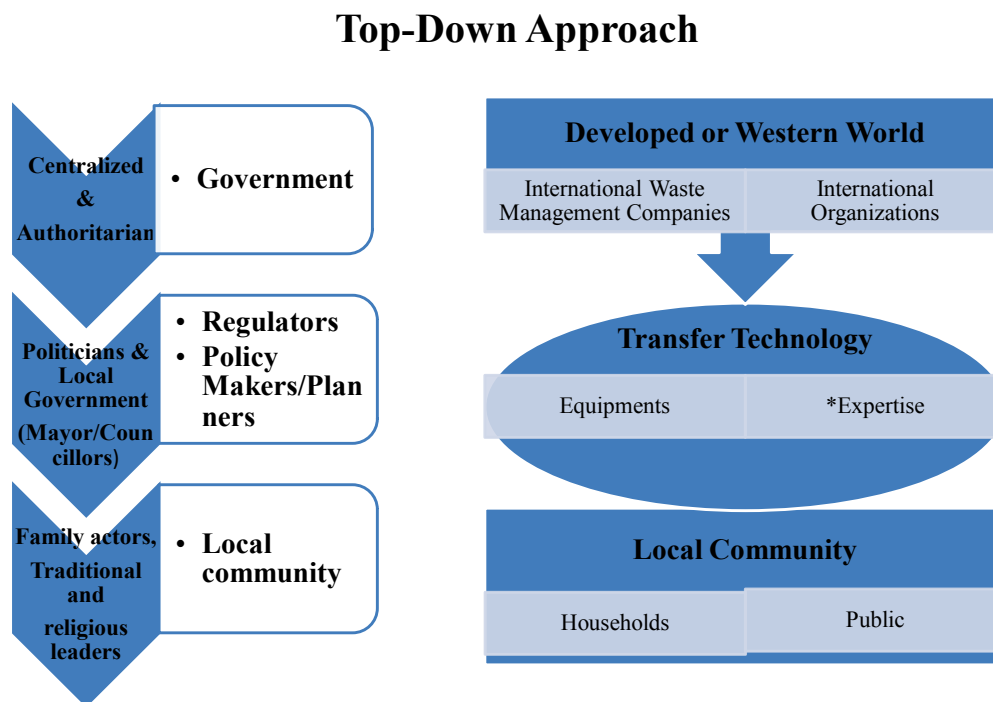 Top-Down Approach
Centralized
&
Authoritarian
• Government
Politicians &
Local
Government
(Mayor/Coun
cillors)
• Regulators
• Policy
Makers/Plan
ners
Family actors,
Traditional
and
religious
leaders
• Local
community
Developed or Western World
International Waste
Management Companies
International
Organizations
Transfer Technology
Equipments
*Expertise
Local Community
Households
Public